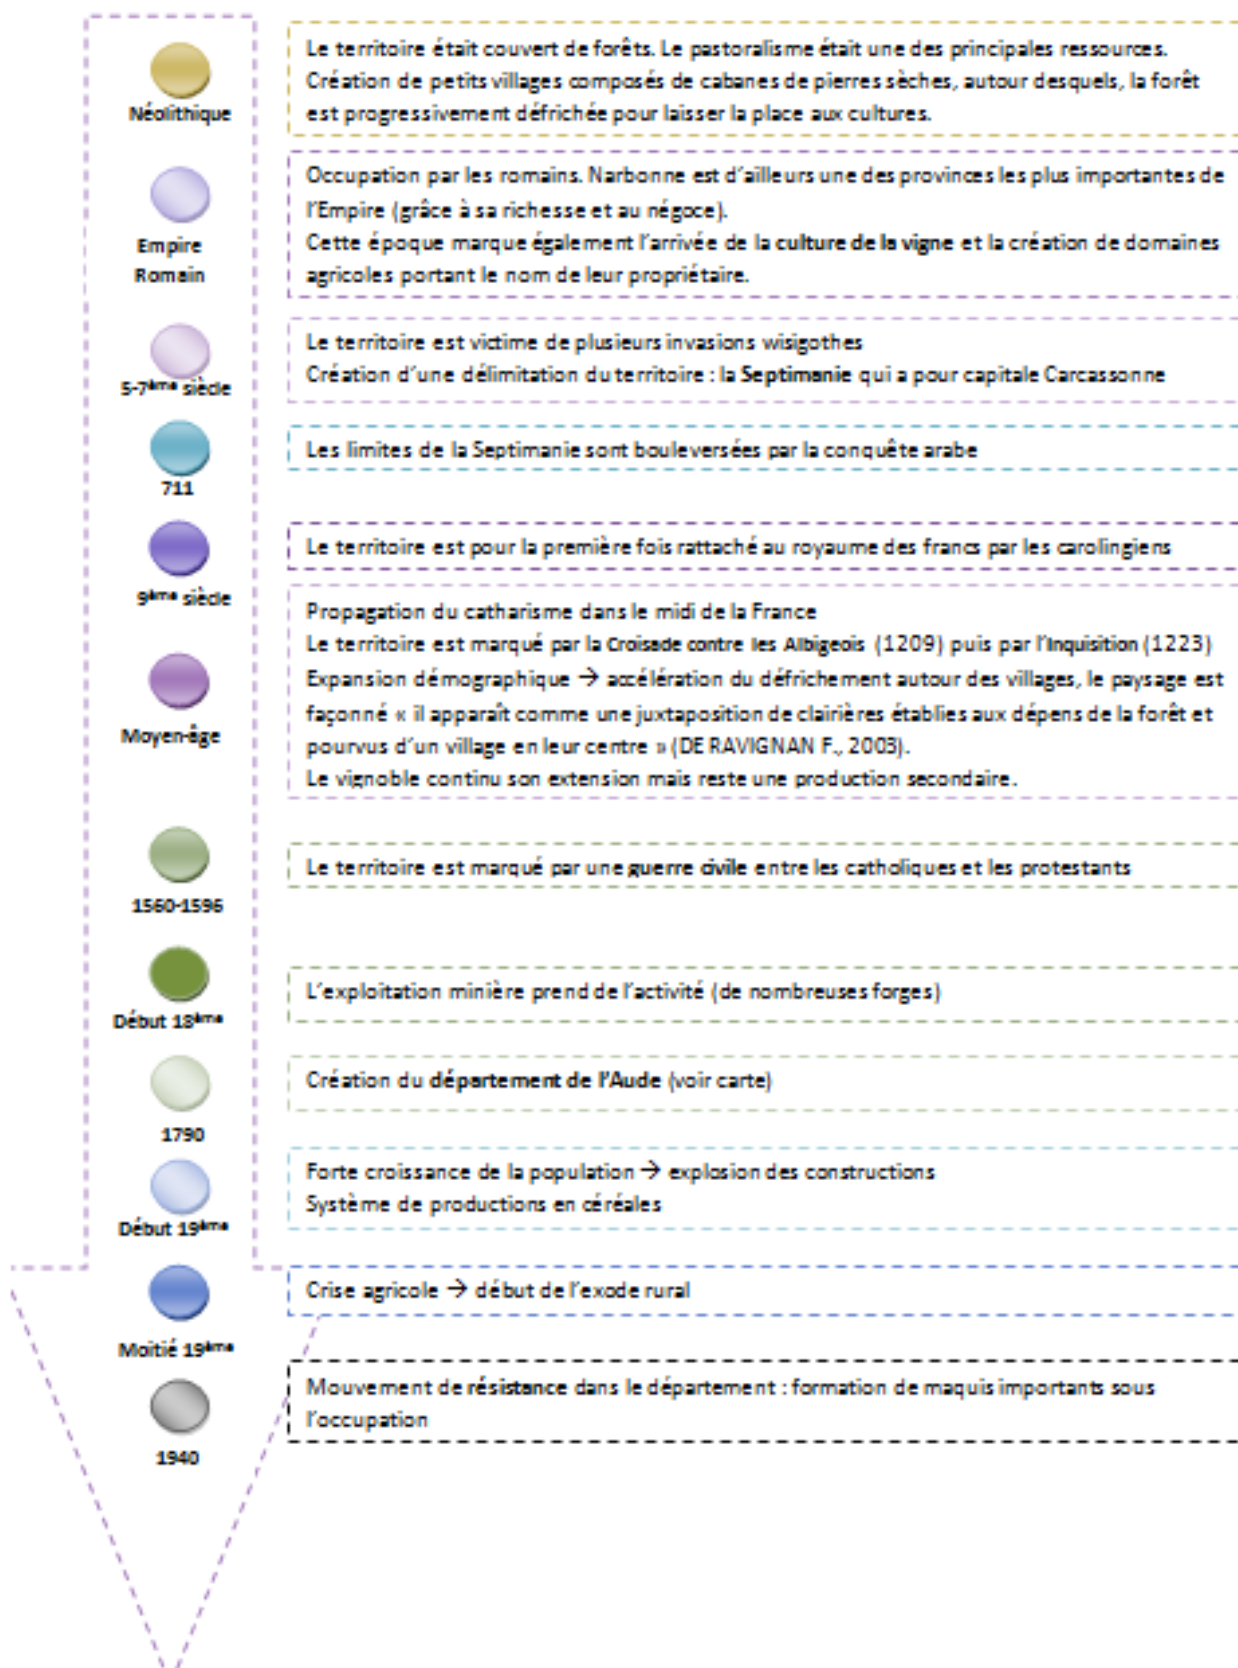 Néolithique
Le territoire était couvert de forêts. Le pastoralisme était une des principales ressources.
Création de petits villages composés de cabanes de pierres sèches, autour desquels, la forêt
est progressivement défrichée pour laisser la place aux cultures.
Empire
Romain
Occupation par les romains. Narbonne est d'ailleurs une des provinces les plus importantes de
l'Empire (grâce à sa richesse et au négoce).
Cette époque marque également l'arrivée de la culture de la vigne et la création de domaines
agricoles portant le nom de leur propriétaire.
5-7ème siècle
Le territoire est victime de plusieurs invasions wisigothes
Création d'une délimitation du territoire : la Septimanie qui a pour capitale Carcassonne
711
Les limites de la Septimanie sont bouleversées par la conquête arabe
9ème siècle
Le territoire est pour la première fois rattaché au royaume des francs par les carolingiens
Moyen-âge
Propagation du catharisme dans le midi de la France
Le territoire est marqué par la Croisade contre les Albigeois (1209) puis par l'Inquisition (1223)
Expansion démographique → accélération du défrichement autour des villages, le paysage est
façonné « il apparaît comme une juxtaposition de clairières établies aux dépens de la forêt et
pourvus d'un village en leur centre » (DE RAVIGNAN F., 2003).
Le vignoble continu son extension mais reste une production secondaire.
1560-1596
Le territoire est marqué par une guerre civile entre les catholiques et les protestants
Début 18ème
L'exploitation minière prend de l'activité (de nombreuses forges)
1790
Création du département de l'Aude (voir carte)
Début 19ème
Forte croissance de la population → explosion des constructions
Système de productions en céréales
Moitié 19ème
Crise agricole → début de l'exode rural
1940
Mouvement de résistance dans le département : formation de maquis importants sous
l'occupation